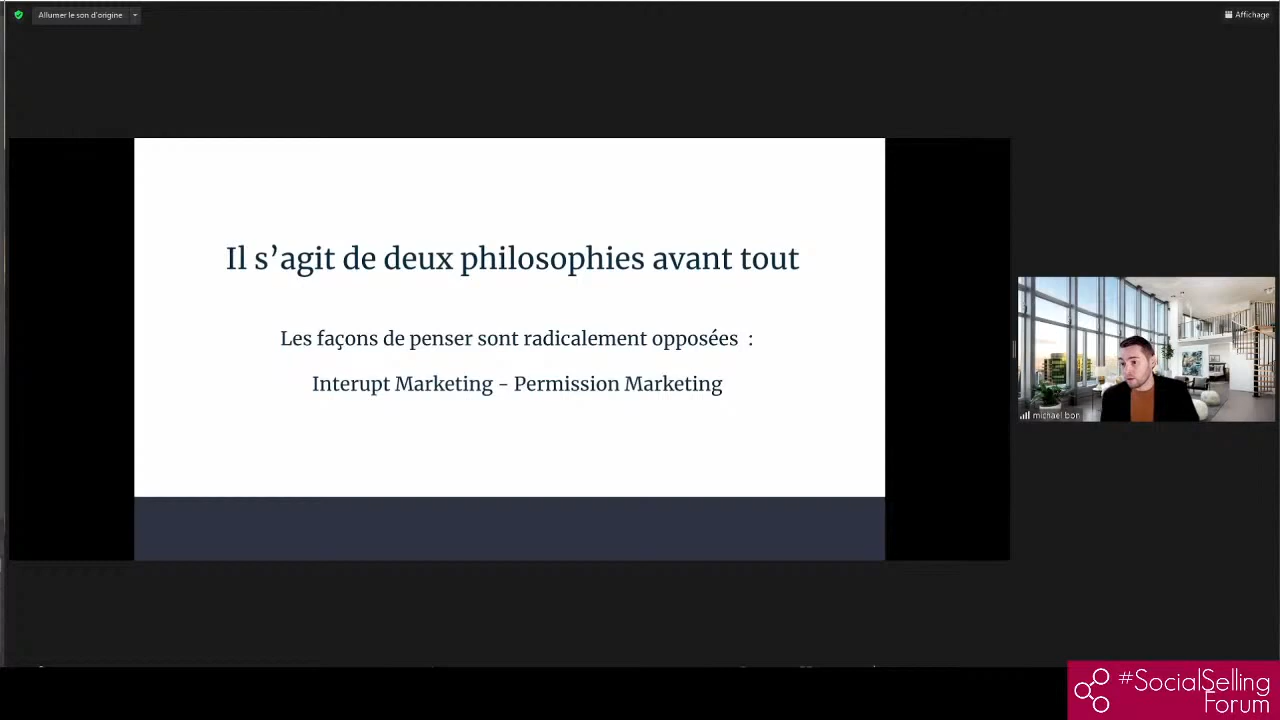 Allumer le son d'origine
Affichage
Il s’agit de deux philosophies avant tout
Les façons de penser sont radicalement opposées :
Interupt Marketing - Permission Marketing
michael bon
#SocialSelling
Forum